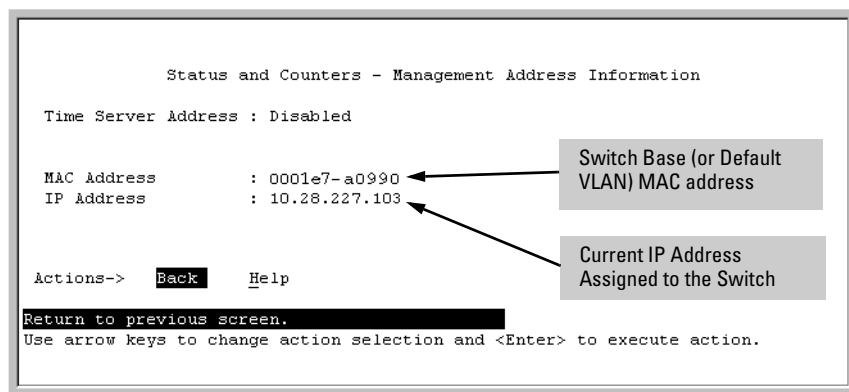 Status and Counters - Management Address Information
Time Server Address : Disabled
MAC Address : 0001e7-a0990
Switch Base (or Default
VLAN) MAC address
IP Address : 10.28.227.103
Current IP Address
Assigned to the Switch
Actions-> Back Help
Return to previous screen.
Use arrow keys to change action selection and <Enter> to execute action.